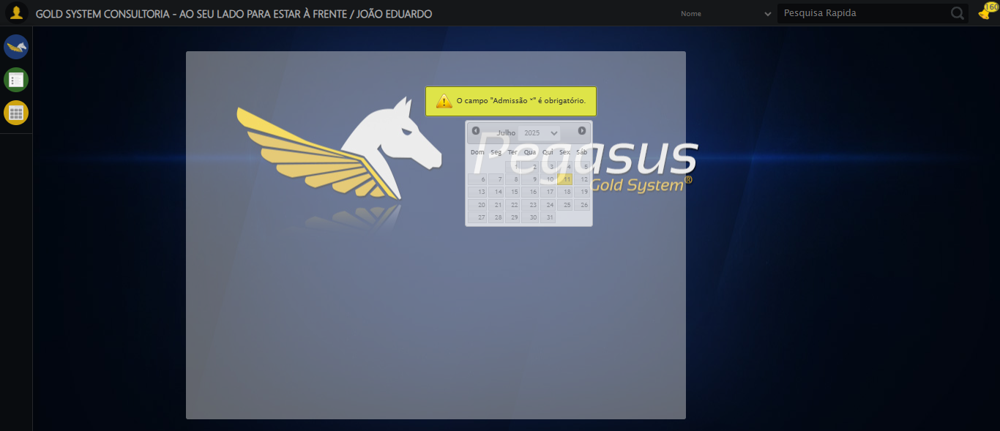 GOLD SYSTEM CONSULTORIA - AO SEU LADO PARA ESTAR À FRENTE / JOÃO EDUARDO
Nome
Pesquisa Rapida
160
O campo "Admissão *" é obrigatório.
Julho 2025
Dom Seg Ter Qua Qui Sex Sáb
1 2 3 4 5
6 7 8 9 10 11 12
13 14 15 16 17 18 19
20 21 22 23 24 25 26
27 28 29 30 31
Pegasus
Gold System®